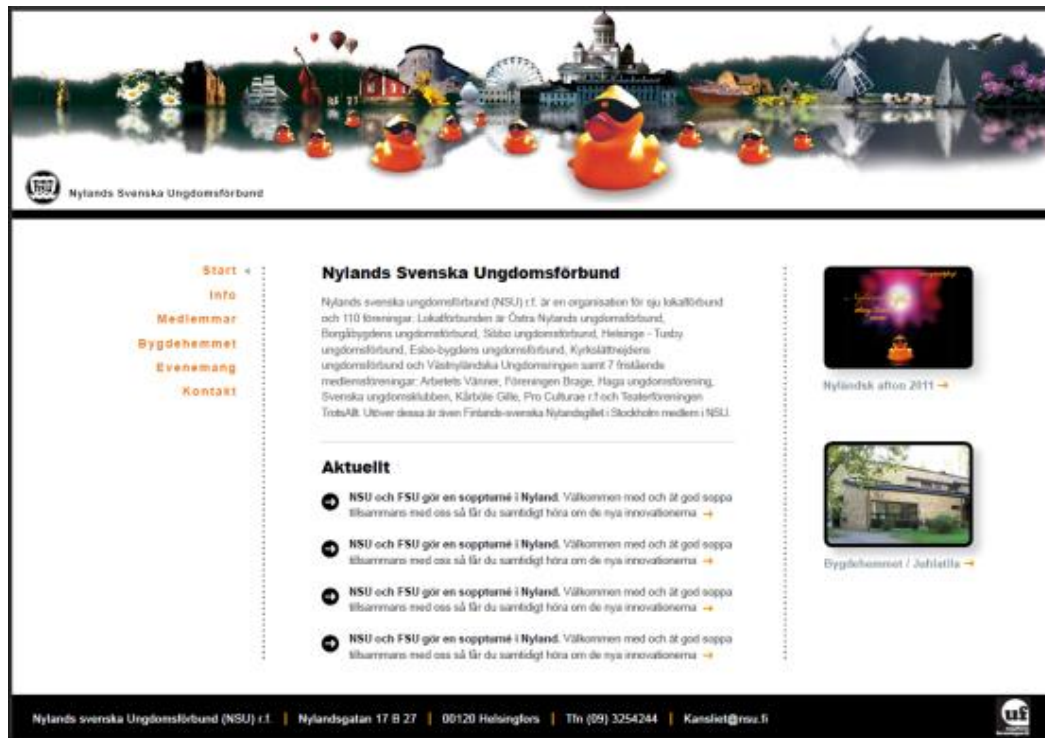 Nylands Svenska Ungdomsförbund
Start
Info
Medlemmar
Bygdehemmet
Evenemang
Kontakt
Nylands Svenska Ungdomsförbund
Nylands svenska ungdomsförbund (NSU) r.f. är en organisation för sju lokalförbund
och 110 föreningar. Lokalförbunden är Östra Nylands ungdomsförbund,
Borgåbygdens ungdomsförbund, Sibbo ungdomsförbund, Helsinge - Tusby
ungdomsförbund, Esbo-bygdens ungdomsförbund, Kyrkslättnejdens
ungdomsförbund och Västnyländska Ungdomsringen samt 7 fristående
medlemsföreningar: Arbetets Vänner, Föreningen Brage, Haga ungdomsförening,
Svenska ungdomsklubben, Kårböle Gille, Pro Culturae r.f och Teaterföreningen
TrotsAllt. Utöver dessa är även Finlands-svenska Nylandsgillet i Stockholm medlem i NSU.
Aktuellt
NSU och FSU gör en soppturné i Nyland. Välkommen med och ät god soppa
tillsammans med oss så får du samtidigt höra om de nya innovationerna
NSU och FSU gör en soppturné i Nyland. Välkommen med och ät god soppa
tillsammans med oss så får du samtidigt höra om de nya innovationerna
NSU och FSU gör en soppturné i Nyland. Välkommen med och ät god soppa
tillsammans med oss så får du samtidigt höra om de nya innovationerna
NSU och FSU gör en soppturné i Nyland. Välkommen med och ät god soppa
tillsammans med oss så får du samtidigt höra om de nya innovationerna
Nyländsk afton 2011
Bygdehemmet / Juhlatila
Nylands svenska Ungdomsförbund (NSU) r.f. | Nylandsgatan 17 B 27 | 00120 Helsingfors | Tfn (09) 3254244 | Kansliet@nsu.fi
uf